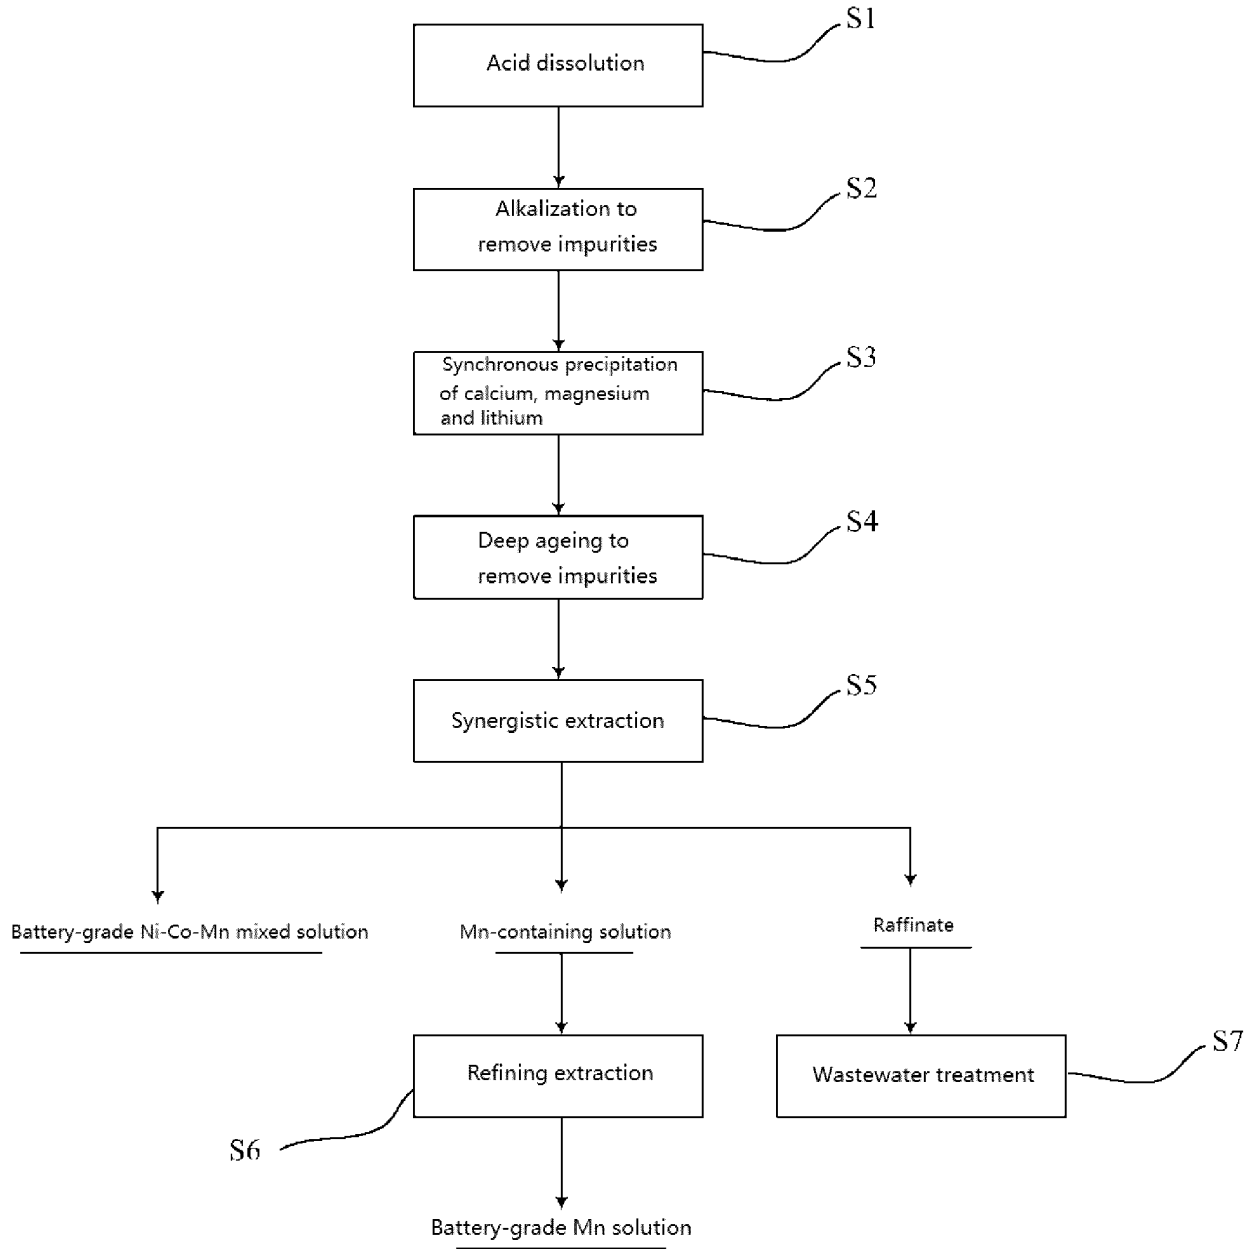 S1
Acid dissolution
S2
Alkalization to
remove impurities
S3
Synchronous precipitation
of calcium, magnesium
and lithium
S4
Deep ageing to
remove impurities
S5
Synergistic extraction
Battery-grade Ni-Co-Mn mixed solution
Mn-containing solution
Raffinate
Refining extraction
S6
Wastewater treatment
S7
Battery-grade Mn solution